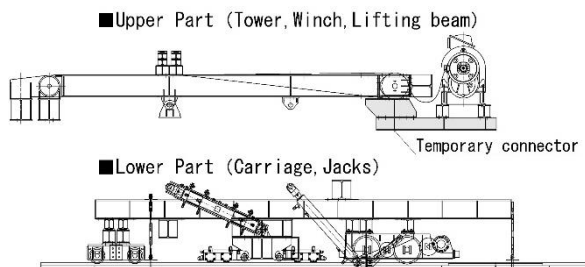 ■Upper Part (Tower,Winch,Lifting beam)
Temporary connector
■Lower Part (Carriage,Jacks)